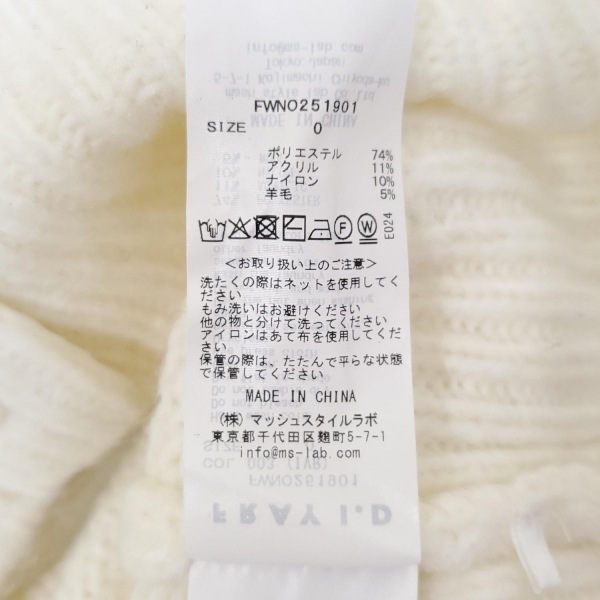 FWNO251901
SIZE 0
ポリエステル 74%
アクリル 11%
ナイロン 10%
羊毛 5%
F W
E024
<お取り扱い上のご注意>
洗たくの際はネットを使用してく
ださい
もみ洗いはお避けください
他の物と分けて洗ってください
アイロンはあて布を使用してくだ
さい
保管の際は、たたんで平らな状態
で保管してください。
MADE IN CHINA
(株) マッシュスタイルラボ
東京都千代田区麹町5-7-1
info@ms-lab.com
COL 003 (IVR)
FWNO251901
FRAY I.D